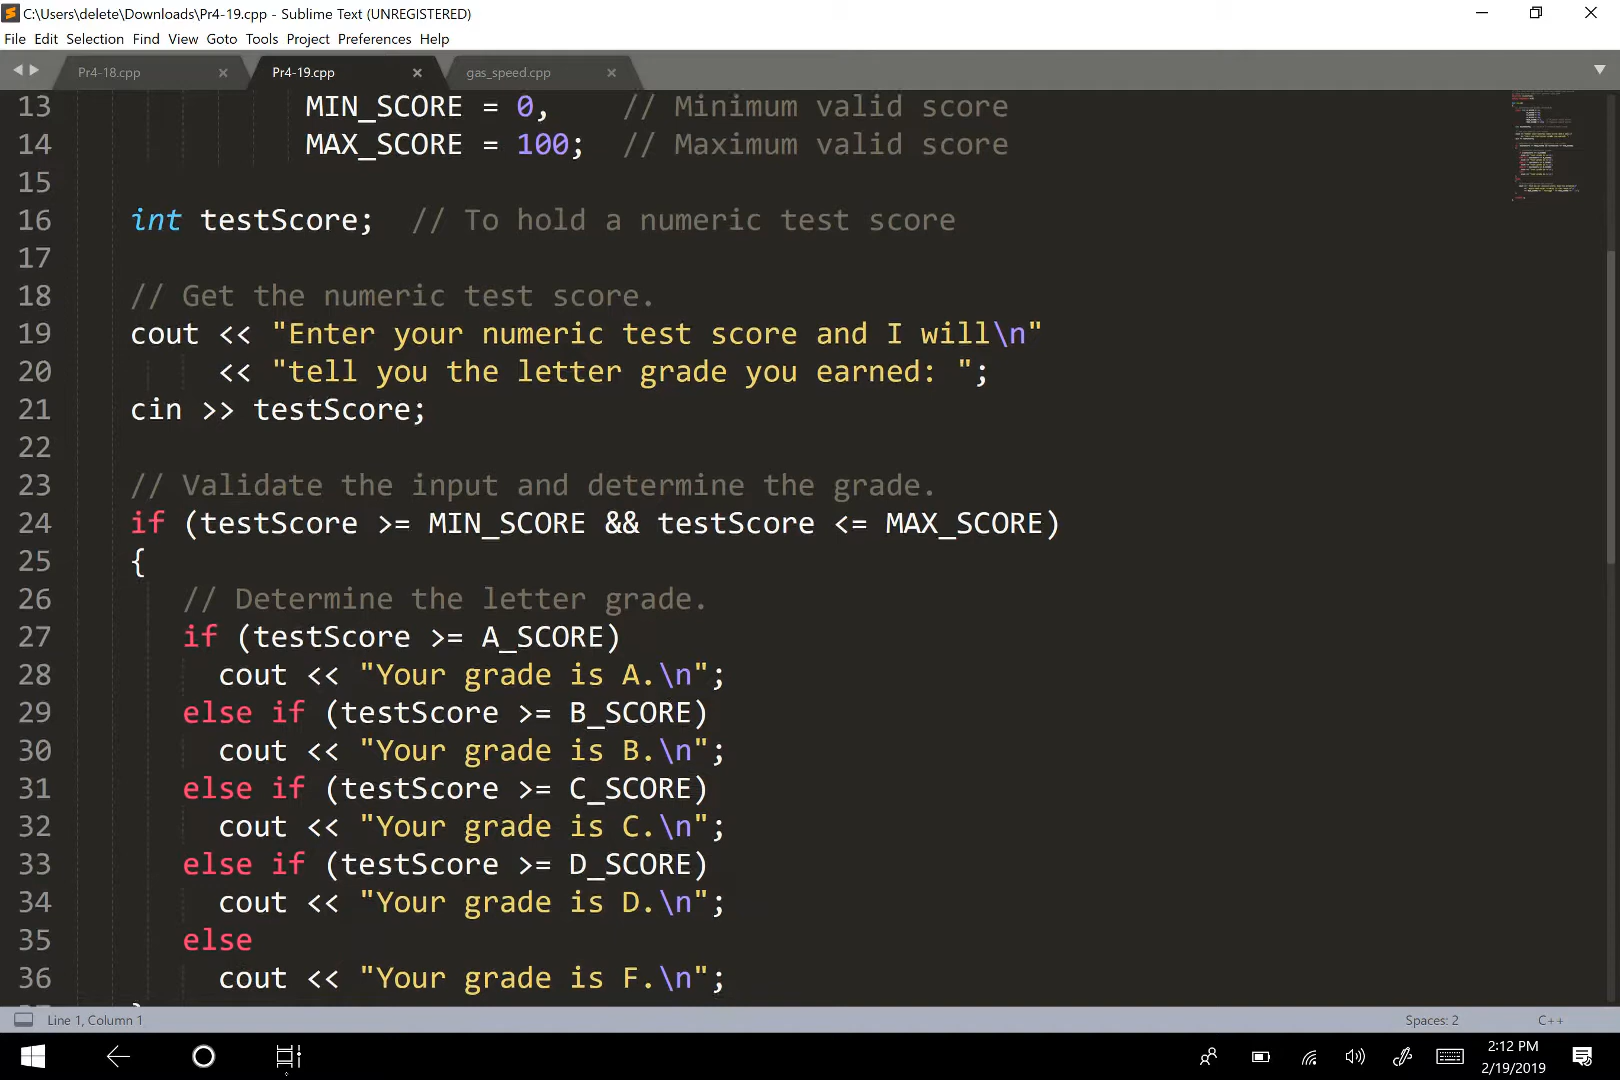 C:\Users\delete\Downloads\Pr4-19.cpp - Sublime Text (UNREGISTERED)
File Edit Selection Find View Goto Tools Project Preferences Help
Pr4-18.cpp Pr4-19.cpp gas_speed.cpp
13 MIN_SCORE = 0, // Minimum valid score
14 MAX_SCORE = 100; // Maximum valid score
15
16 int testScore; // To hold a numeric test score
17
18 // Get the numeric test score.
19 cout << "Enter your numeric test score and I will\n"
20 << "tell you the letter grade you earned: ";
21 cin >> testScore;
22
23 // Validate the input and determine the grade.
24 if (testScore >= MIN_SCORE && testScore <= MAX_SCORE)
25 {
26 // Determine the letter grade.
27 if (testScore >= A_SCORE)
28 cout << "Your grade is A.\n";
29 else if (testScore >= B_SCORE)
30 cout << "Your grade is B.\n";
31 else if (testScore >= C_SCORE)
32 cout << "Your grade is C.\n";
33 else if (testScore >= D_SCORE)
34 cout << "Your grade is D.\n";
35 else
36 cout << "Your grade is F.\n";
Line 1, Column 1 Spaces: 2 C++
2:12 PM
2/19/2019